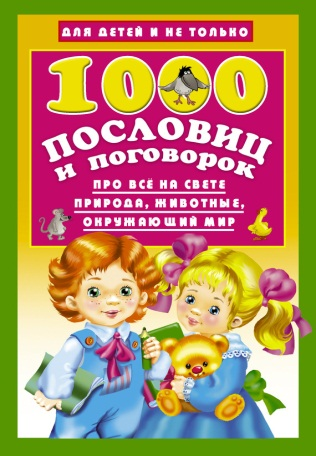 ДЛЯ ДЕТЕЙ И НЕ ТОЛЬКО
1000
ПОСЛОВИЦ
И ПОГОВОРОК
ПРО ВСЁ НА СВЕТЕ
ПРИРОДА, ЖИВОТНЫЕ,
ОКРУЖАЮЩИЙ МИР